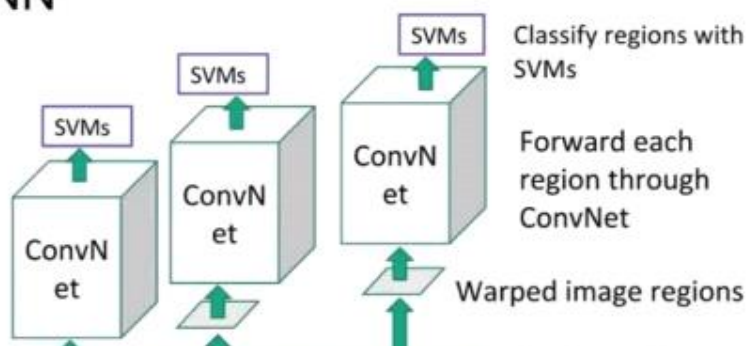 SVMs
Classify regions with
SVMs
SVMs
SVMs
ConvN
et
Forward each
region through
ConvNet
ConvN
et
ConvN
et
Warped image regions